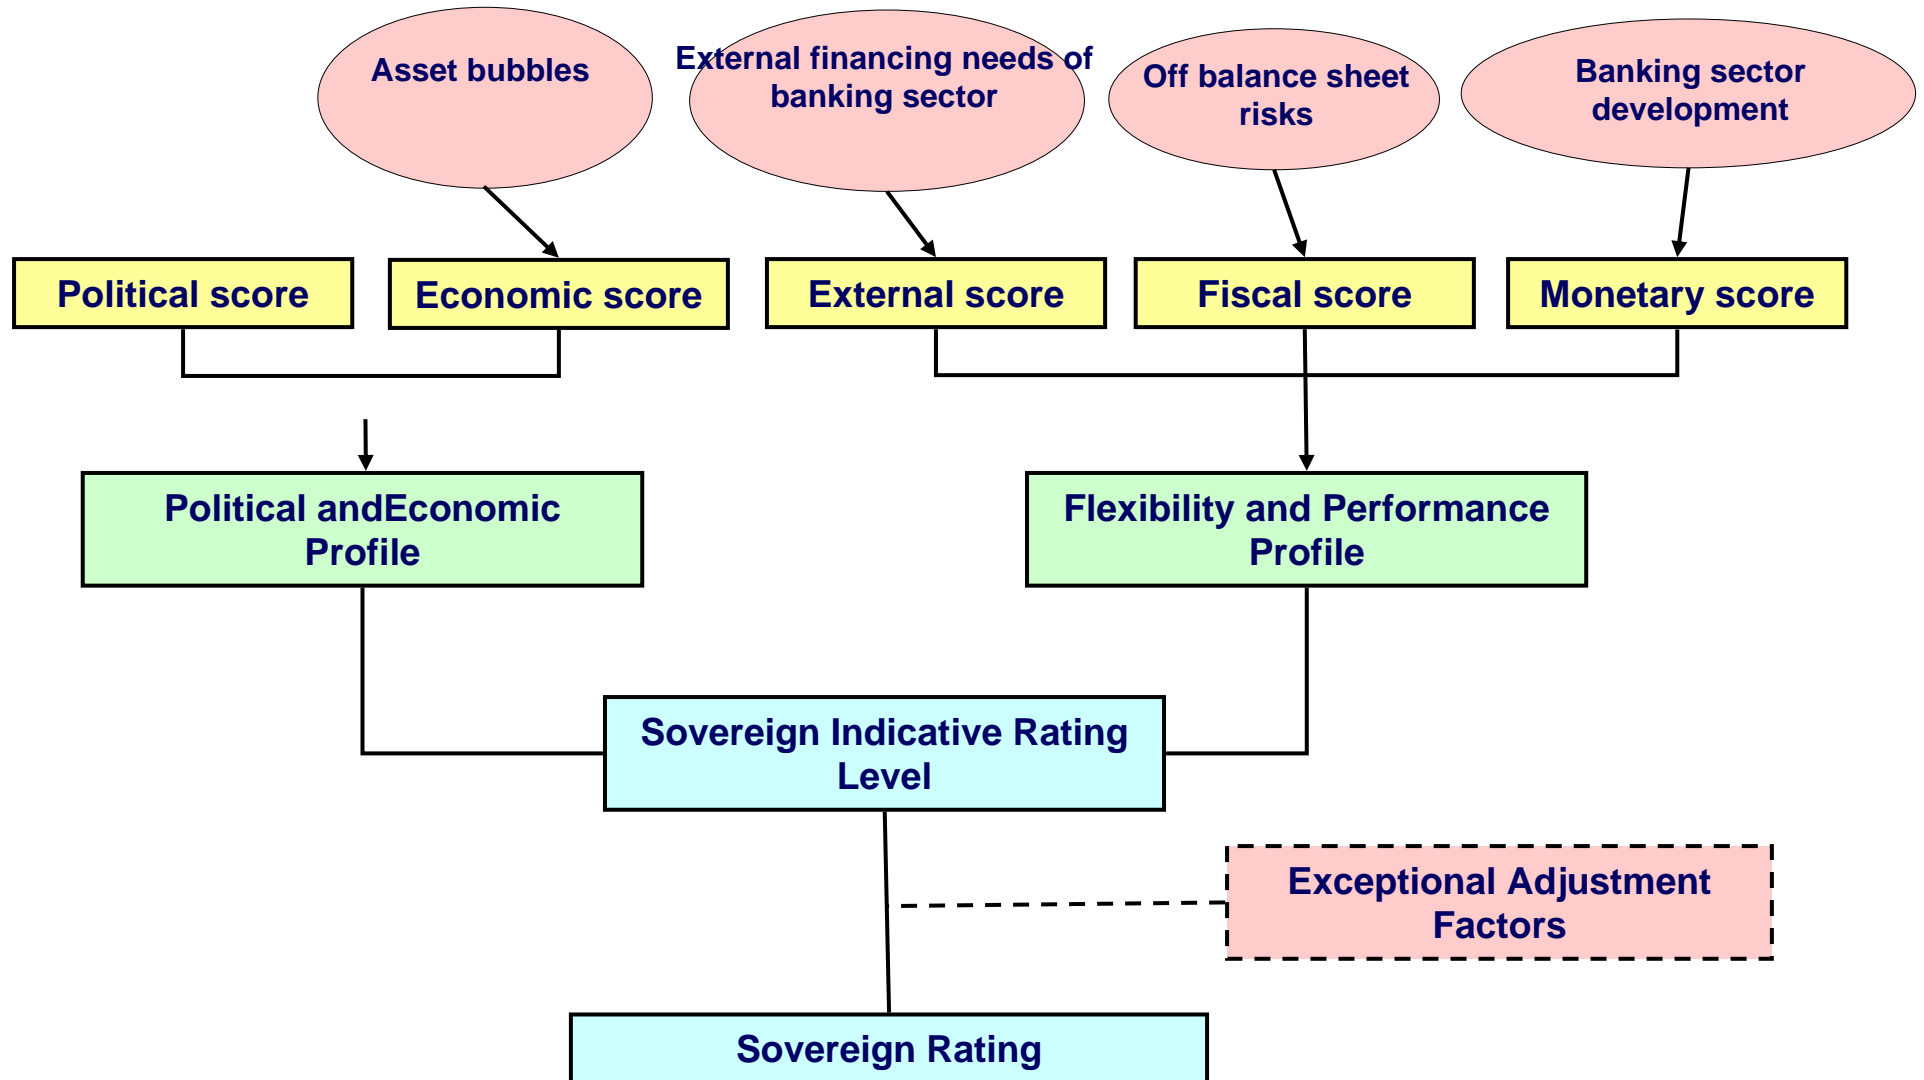 Asset bubbles
External financing needs of
banking sector
Off balance sheet
risks
Banking sector
development
Political score
Economic score
External score
Fiscal score
Monetary score
Political andEconomic
Profile
Flexibility and Performance
Profile
Sovereign Indicative Rating
Level
Exceptional Adjustment
Factors
Sovereign Rating